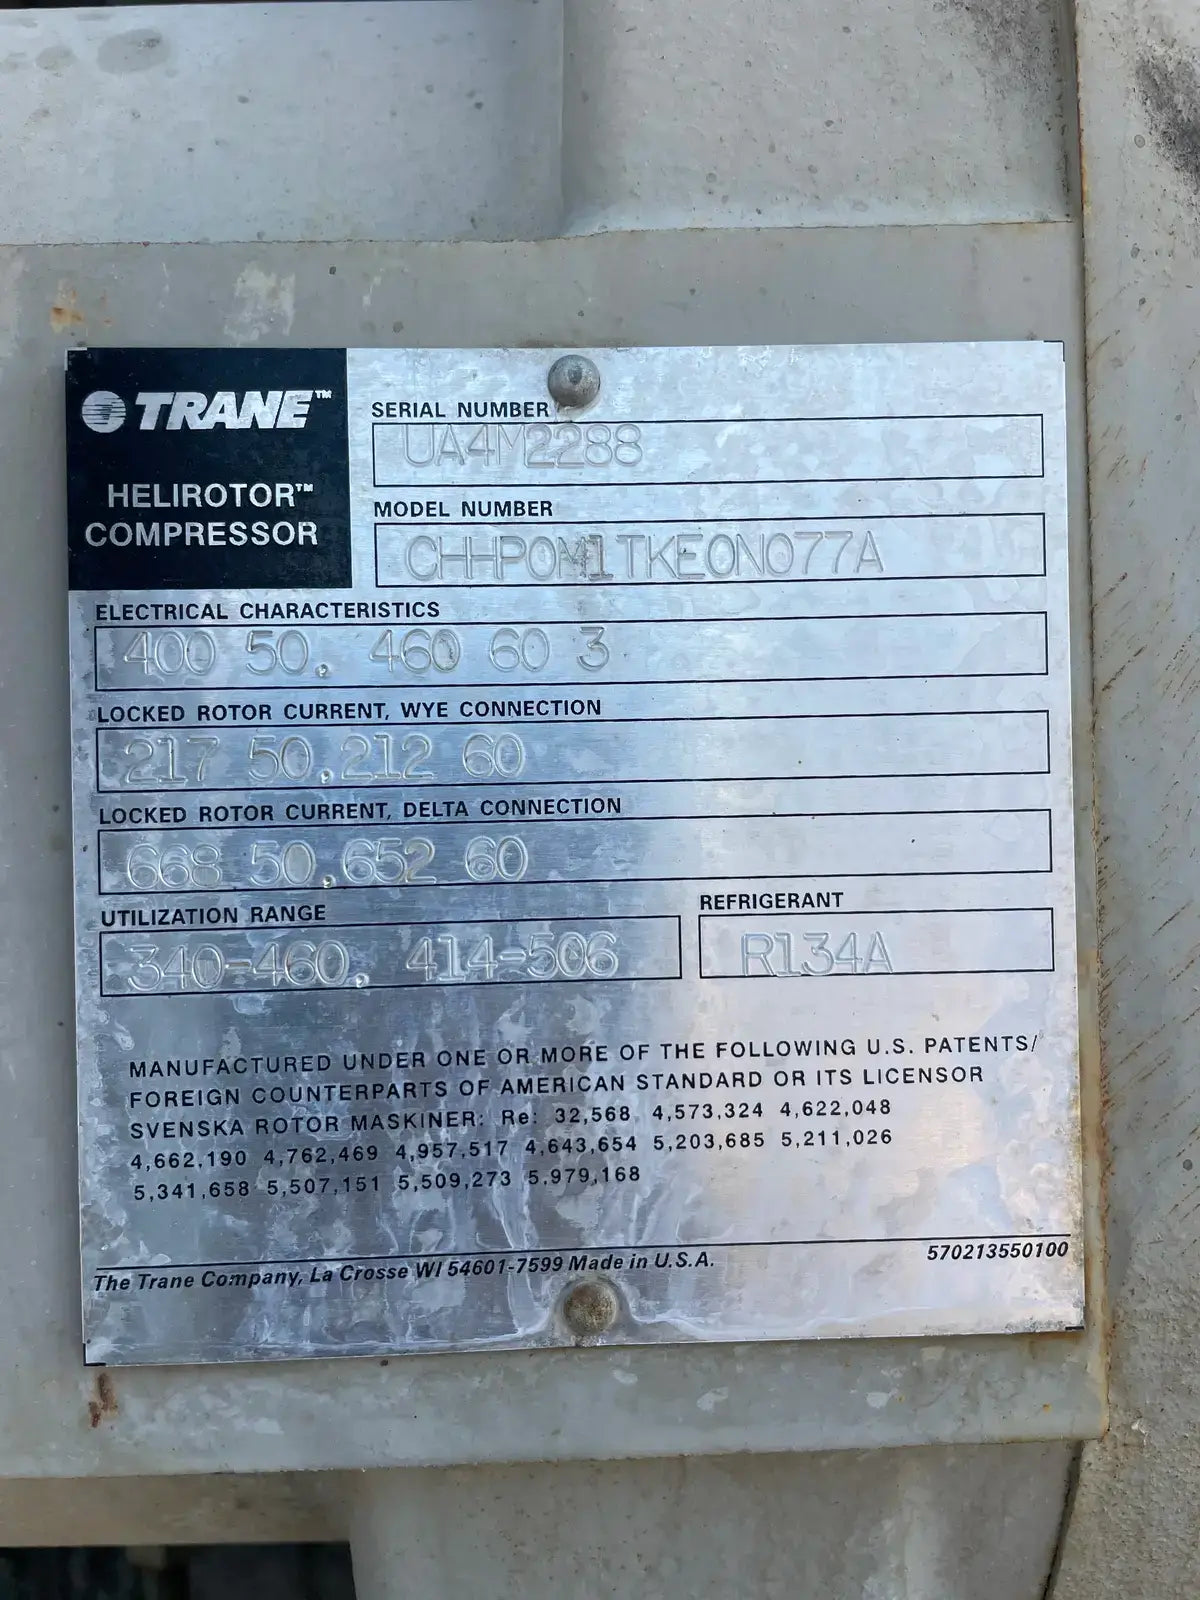 TRANE™
HELIROTOR™
COMPRESSOR
SERIAL NUMBER
UA4M2288
MODEL NUMBER
CHHP0M1TKE0N077A
ELECTRICAL CHARACTERISTICS
400 50. 460 60 3
LOCKED ROTOR CURRENT, WYE CONNECTION
217 50.212 60
LOCKED ROTOR CURRENT, DELTA CONNECTION
668 50.652 60
UTILIZATION RANGE
340-460. 414-506
REFRIGERANT
R134A
MANUFACTURED UNDER ONE OR MORE OF THE FOLLOWING U.S. PATENTS/
FOREIGN COUNTERPARTS OF AMERICAN STANDARD OR ITS LICENSOR
SVENSKA ROTOR MASKINER: Re: 32,568 4,573,324 4,622,048
4,662,190 4,762,469 4,957,517 4,643,654 5,203,685 5,211,026
5,341,658 5,507,151 5,509,273 5,979,168
570213550100
The Trane Company, La Crosse WI 54601-7599 Made in U.S.A.